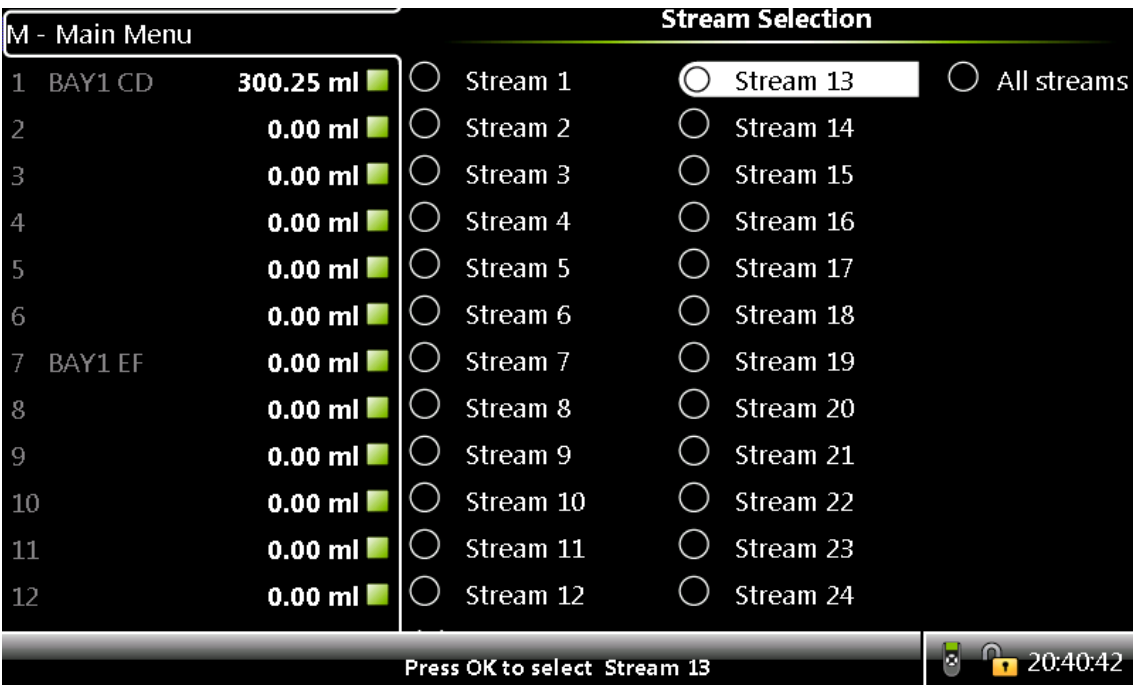 Stream Selection
M - Main Menu
1 BAY1 CD 300.25 ml
2 0.00 ml
3 0.00 ml
4 0.00 ml
5 0.00 ml
6 0.00 ml
7 BAY1 EF 0.00 ml
8 0.00 ml
9 0.00 ml
10 0.00 ml
11 0.00 ml
12 0.00 ml
Stream 1
Stream 2
Stream 3
Stream 4
Stream 5
Stream 6
Stream 7
Stream 8
Stream 9
Stream 10
Stream 11
Stream 12
Stream 13
Stream 14
Stream 15
Stream 16
Stream 17
Stream 18
Stream 19
Stream 20
Stream 21
Stream 22
Stream 23
Stream 24
All streams
Press OK to select Stream 13
20:40:42